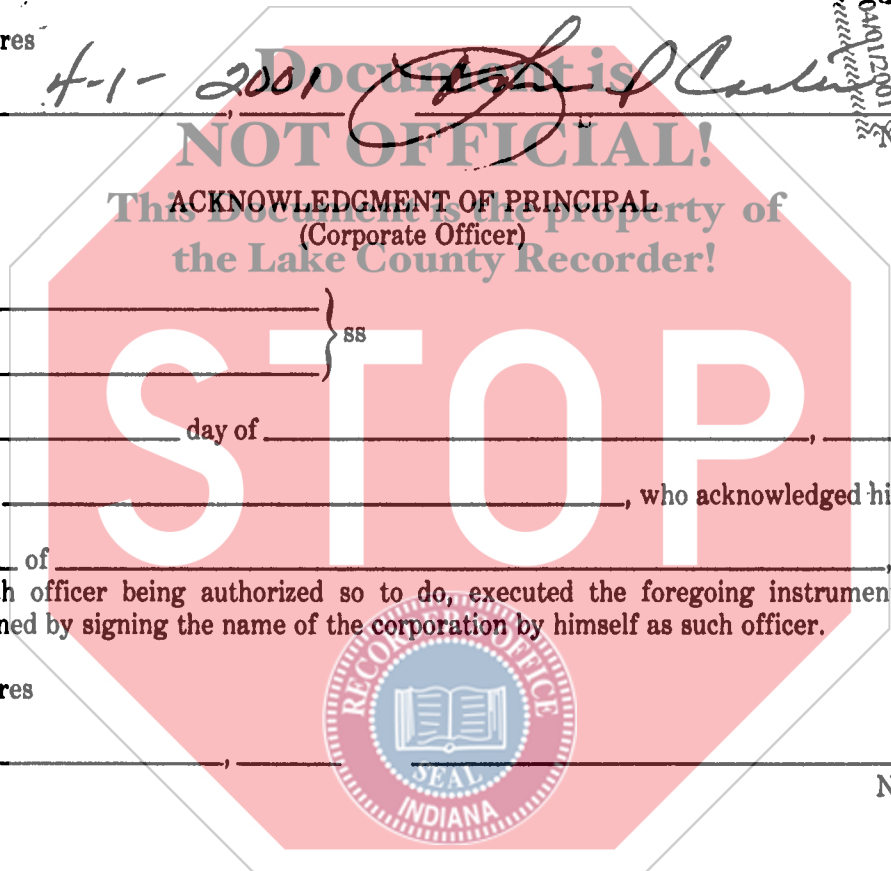 res
4-1- 2001
04/01/2001
Document is
NOT OFFICIAL!
ACKNOWLEDGMENT OF PRINCIPAL
This Document is the property of
(Corporate Officer)
the Lake County Recorder!
ss
STOP
day of , 
, who acknowledged hi
of ,
h officer being authorized so to do, executed the foregoing instrumen
ned by signing the name of the corporation by himself as such officer.
RECORDER'S OFFICE
res
SEAL
INDIANA
,
N